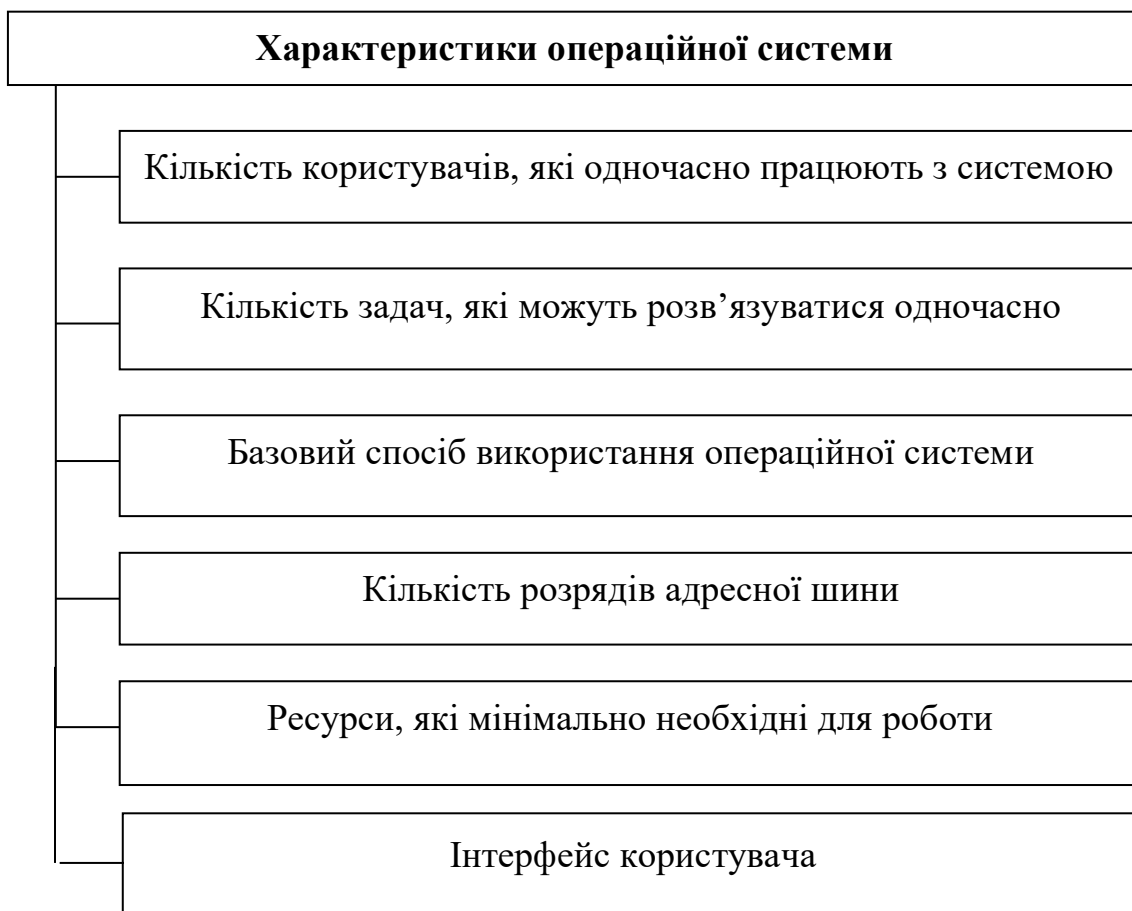 Характеристики операційної системи
Кількість користувачів, які одночасно працюють з системою
Кількість задач, які можуть розв’язуватися одночасно
Базовий спосіб використання операційної системи
Кількість розрядів адресної шини
Ресурси, які мінімально необхідні для роботи
Інтерфейс користувача